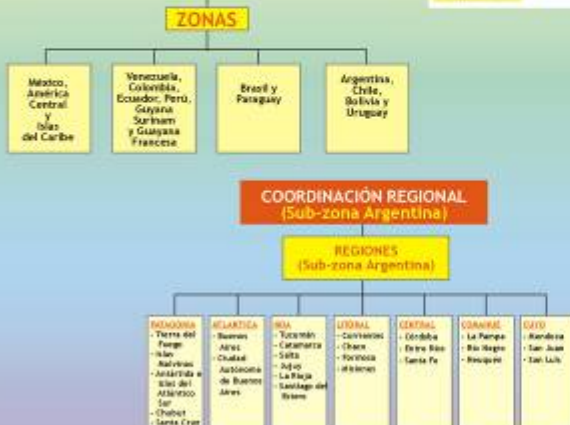 ZONAS
México,
América
Central
y
Islas
del Caribe
Venezuela,
Colombia,
Ecuador, Perú,
Guyana
Surinam
y Guayana
Francesa
Brasil y
Paraguay
Argentina,
Chile,
Bolivia y
Uruguay
COORDINACIÓN REGIONAL
(Sub-zona Argentina)
REGIONES
(Sub-zona Argentina)
PATAGONIA
- Tierra del
Fuego
- Islas
Malvinas
- Antártida e
Islas del
Atlántico
Sur
- Chubut
- Santa Cruz
ATLANTICA
- Buenos
Aires
- Ciudad
Autónoma
de Buenos
Aires
NOA
- Tucumán
- Catamarca
- Salta
- Jujuy
- La Rioja
- Santiago del
Estero
LITORAL
- Corrientes
- Chaco
- Formosa
- Misiones
CENTRAL
- Córdoba
- Entre Ríos
- Santa Fe
COMAHUE
- La Pampa
- Río Negro
- Neuquén
CUYO
- Mendoza
- San Juan
- San Luis